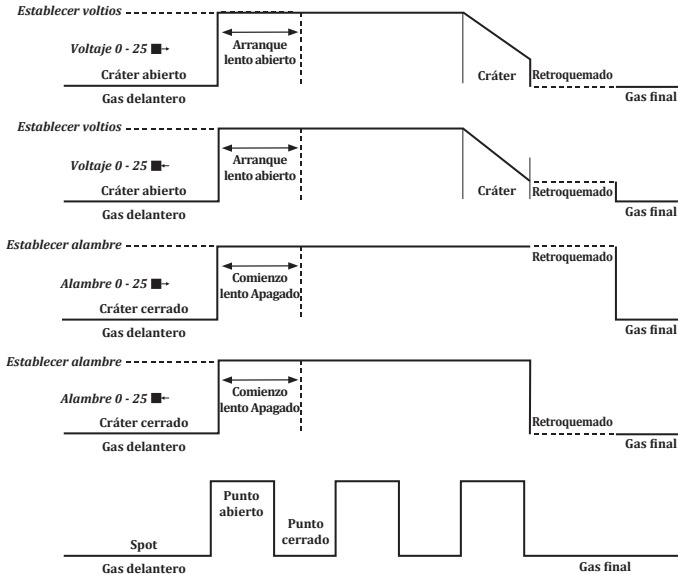 Establecer voltios
Voltaje 0 - 25
Arranque
lento abierto
Cráter abierto
Cráter
Retroquemado
Gas delantero
Gas final
Establecer voltios
Voltaje 0 - 25
Arranque
lento abierto
Cráter abierto
Cráter
Retroquemado
Gas delantero
Gas final
Establecer alambre
Retroquemado
Alambre 0 - 25
Comienzo
lento Apagado
Cráter cerrado
Gas delantero
Gas final
Establecer alambre
Alambre 0 - 25
Comienzo
lento Apagado
Cráter cerrado
Retroquemado
Gas delantero
Gas final
Punto
abierto
Punto
cerrado
Spot
Gas delantero
Gas final